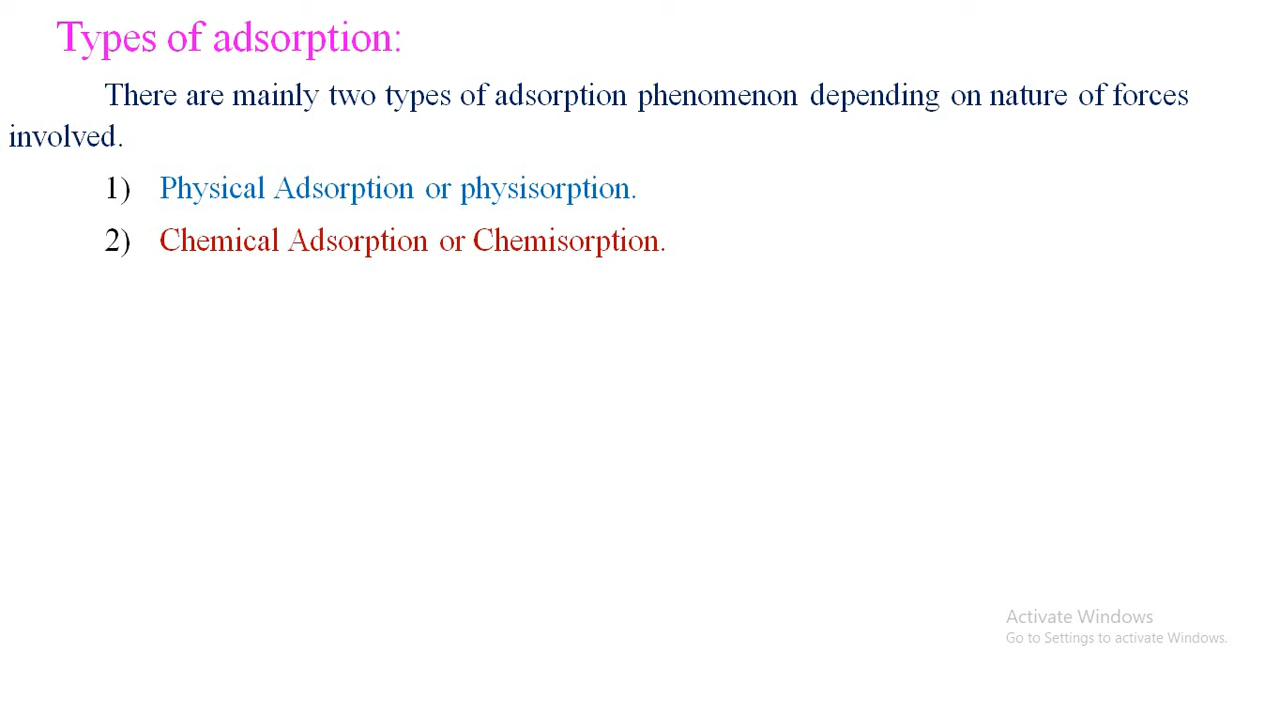 Types of adsorption:
There are mainly two types of adsorption phenomenon depending on nature of forces
involved.
1) Physical Adsorption or physisorption.
2) Chemical Adsorption or Chemisorption.
Activate Windows
Go to Settings to activate Windows.